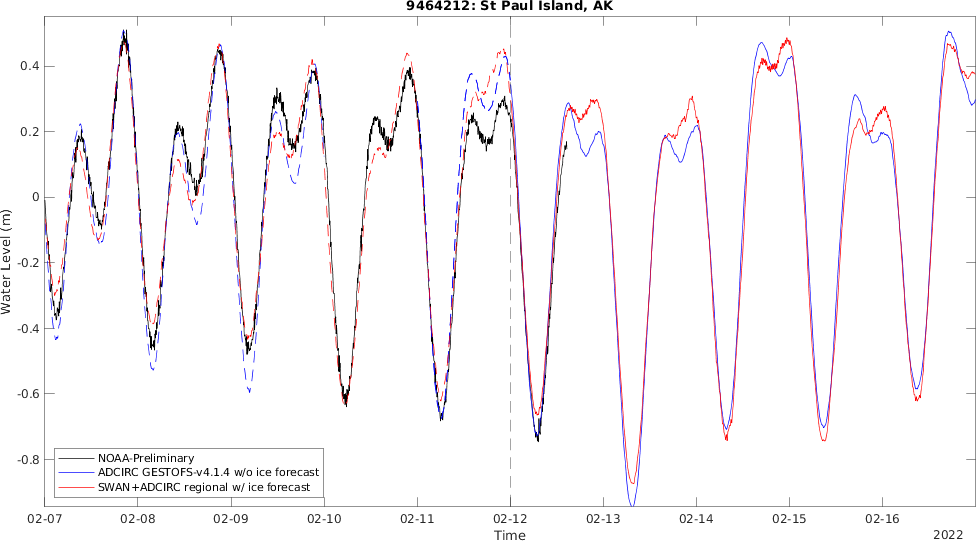 9464212: St Paul Island, AK
Water Level (m)
0.4
0.2
0
-0.2
-0.4
-0.6
-0.8
NOAA-Preliminary
ADCIRC GESTOFS-v4.1.4 w/o ice forecast
SWAN+ADCIRC regional w/ ice forecast
02-07 02-08 02-09 02-10 02-11 02-12 02-13 02-14 02-15 02-16
Time
2022